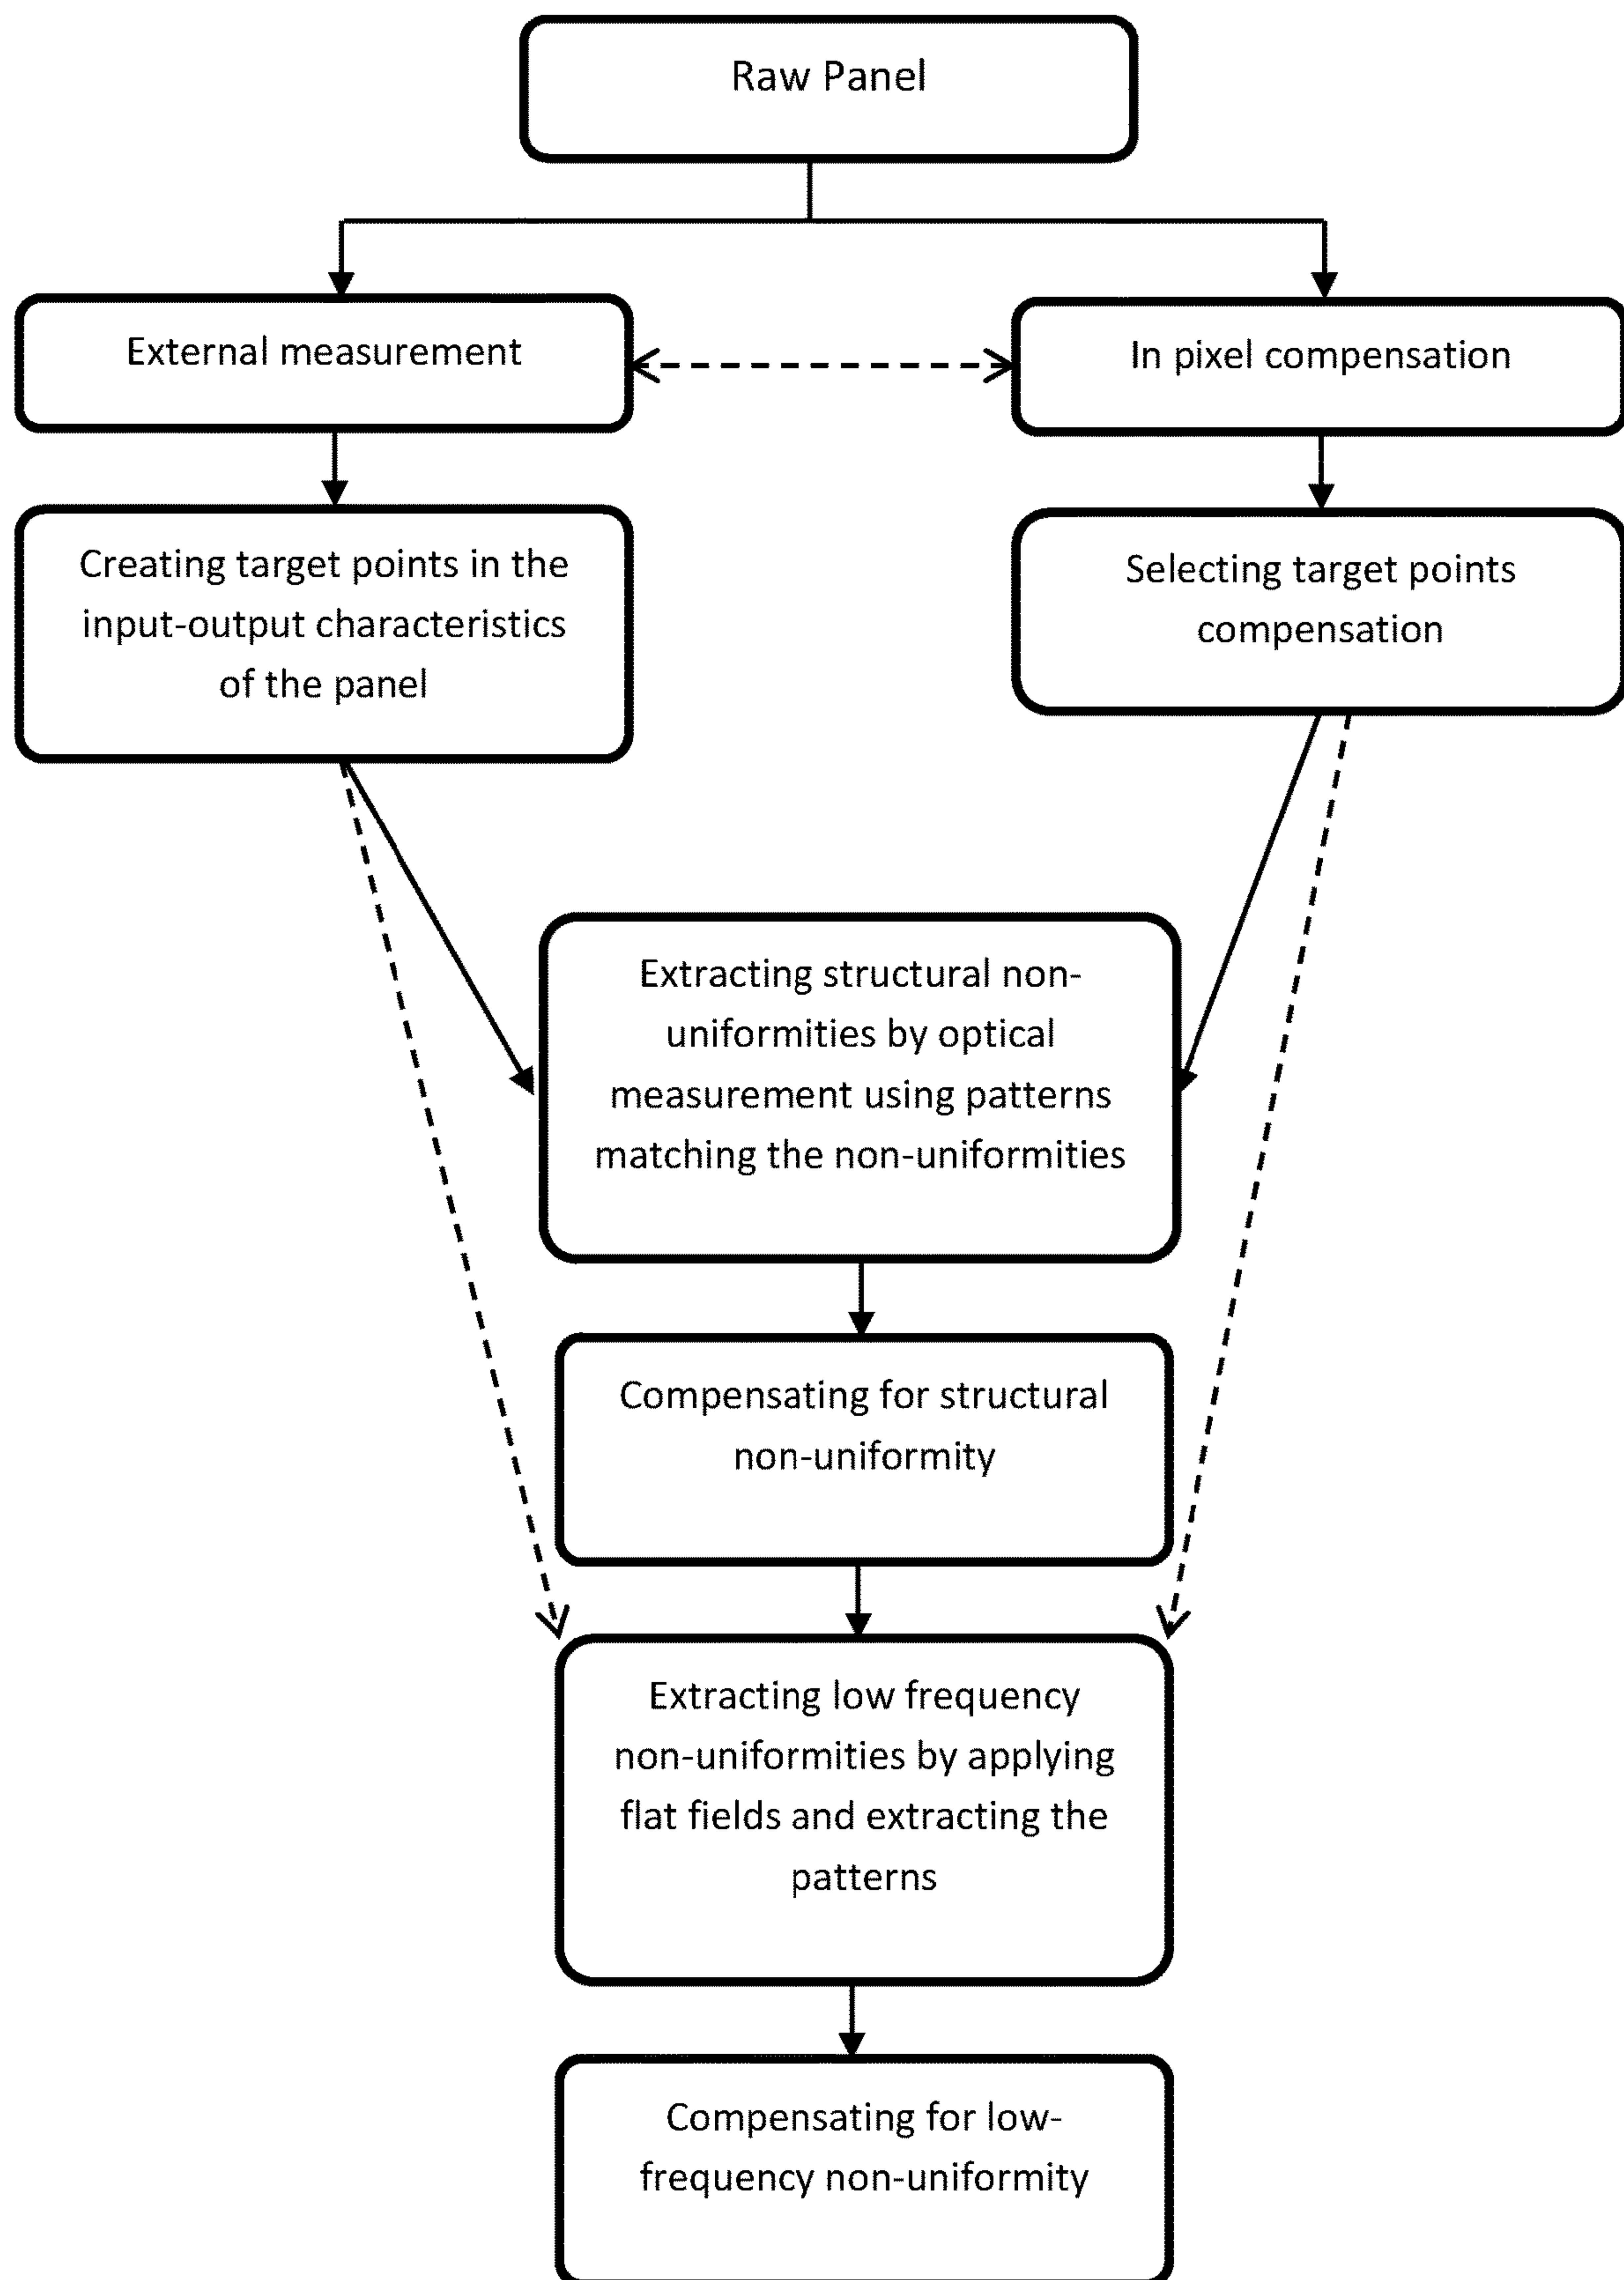 Raw Panel
External measurement
In pixel compensation
Creating target points in the
input-output characteristics
of the panel
Selecting target points
compensation
Extracting structural non-
uniformities by optical
measurement using patterns
matching the non-uniformities
Compensating for structural
non-uniformity
Extracting low frequency
non-uniformities by applying
flat fields and extracting the
patterns
Compensating for low-
frequency non-uniformity